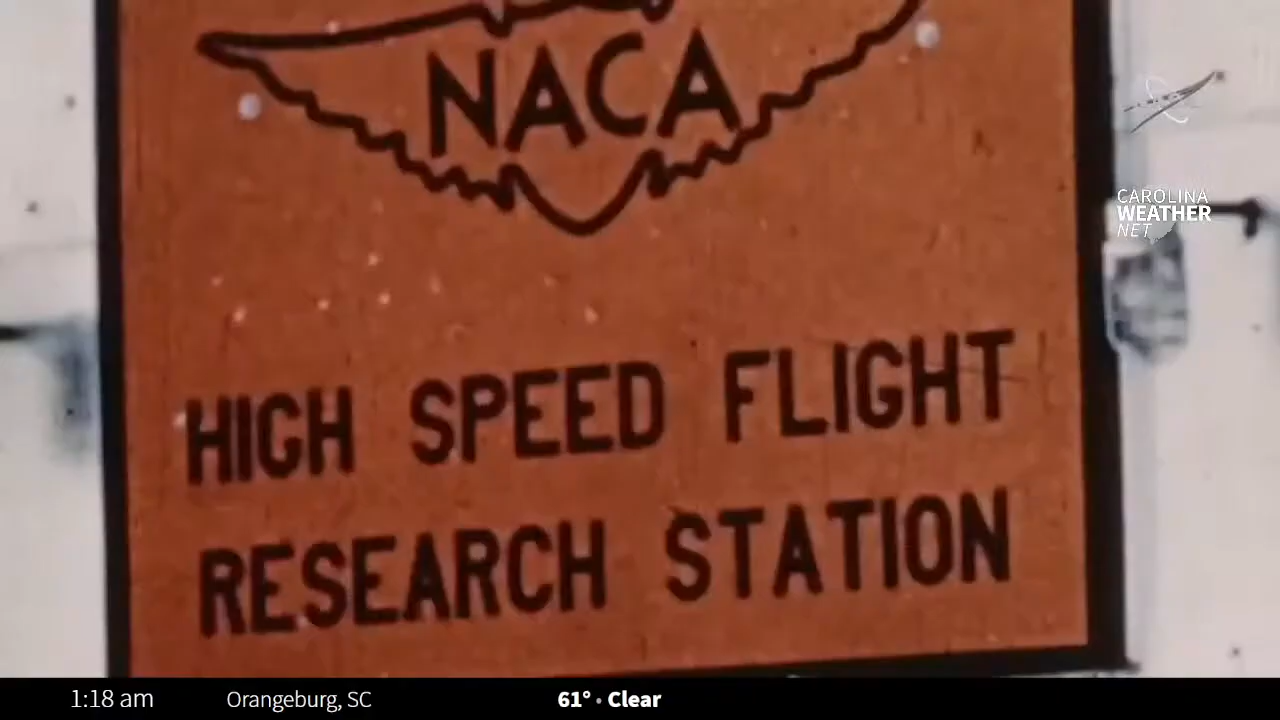 NACA
HIGH SPEED FLIGHT
RESEARCH STATION
CAROLINA
WEATHER
NET
1:18 am Orangeburg, SC 61° • Clear